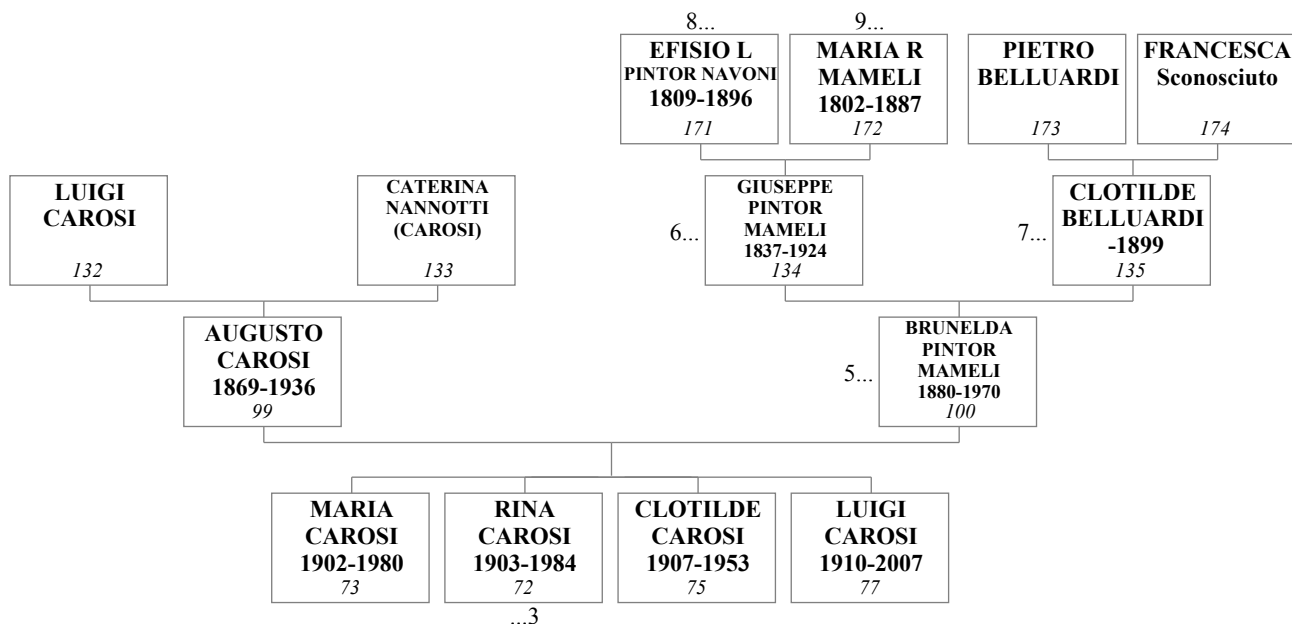 8...
9...
EFISIO L
PINTOR NAVONI
1809-1896
171
MARIA R
MAMELI
1802-1887
172
PIETRO
BELLUARDI
173
FRANCESCA
Sconosciuto
174
LUIGI
CAROSI
132
CATERINA
NANNOTTI
(CAROSI)
133
6...
GIUSEPPE
PINTOR
MAMELI
1837-1924
134
7...
CLOTILDE
BELLUARDI
-1899
135
AUGUSTO
CAROSI
1869-1936
99
5...
BRUNELDA
PINTOR
MAMELI
1880-1970
100
MARIA
CAROSI
1902-1980
73
RINA
CAROSI
1903-1984
72
CLOTILDE
CAROSI
1907-1953
75
LUIGI
CAROSI
1910-2007
77
...3